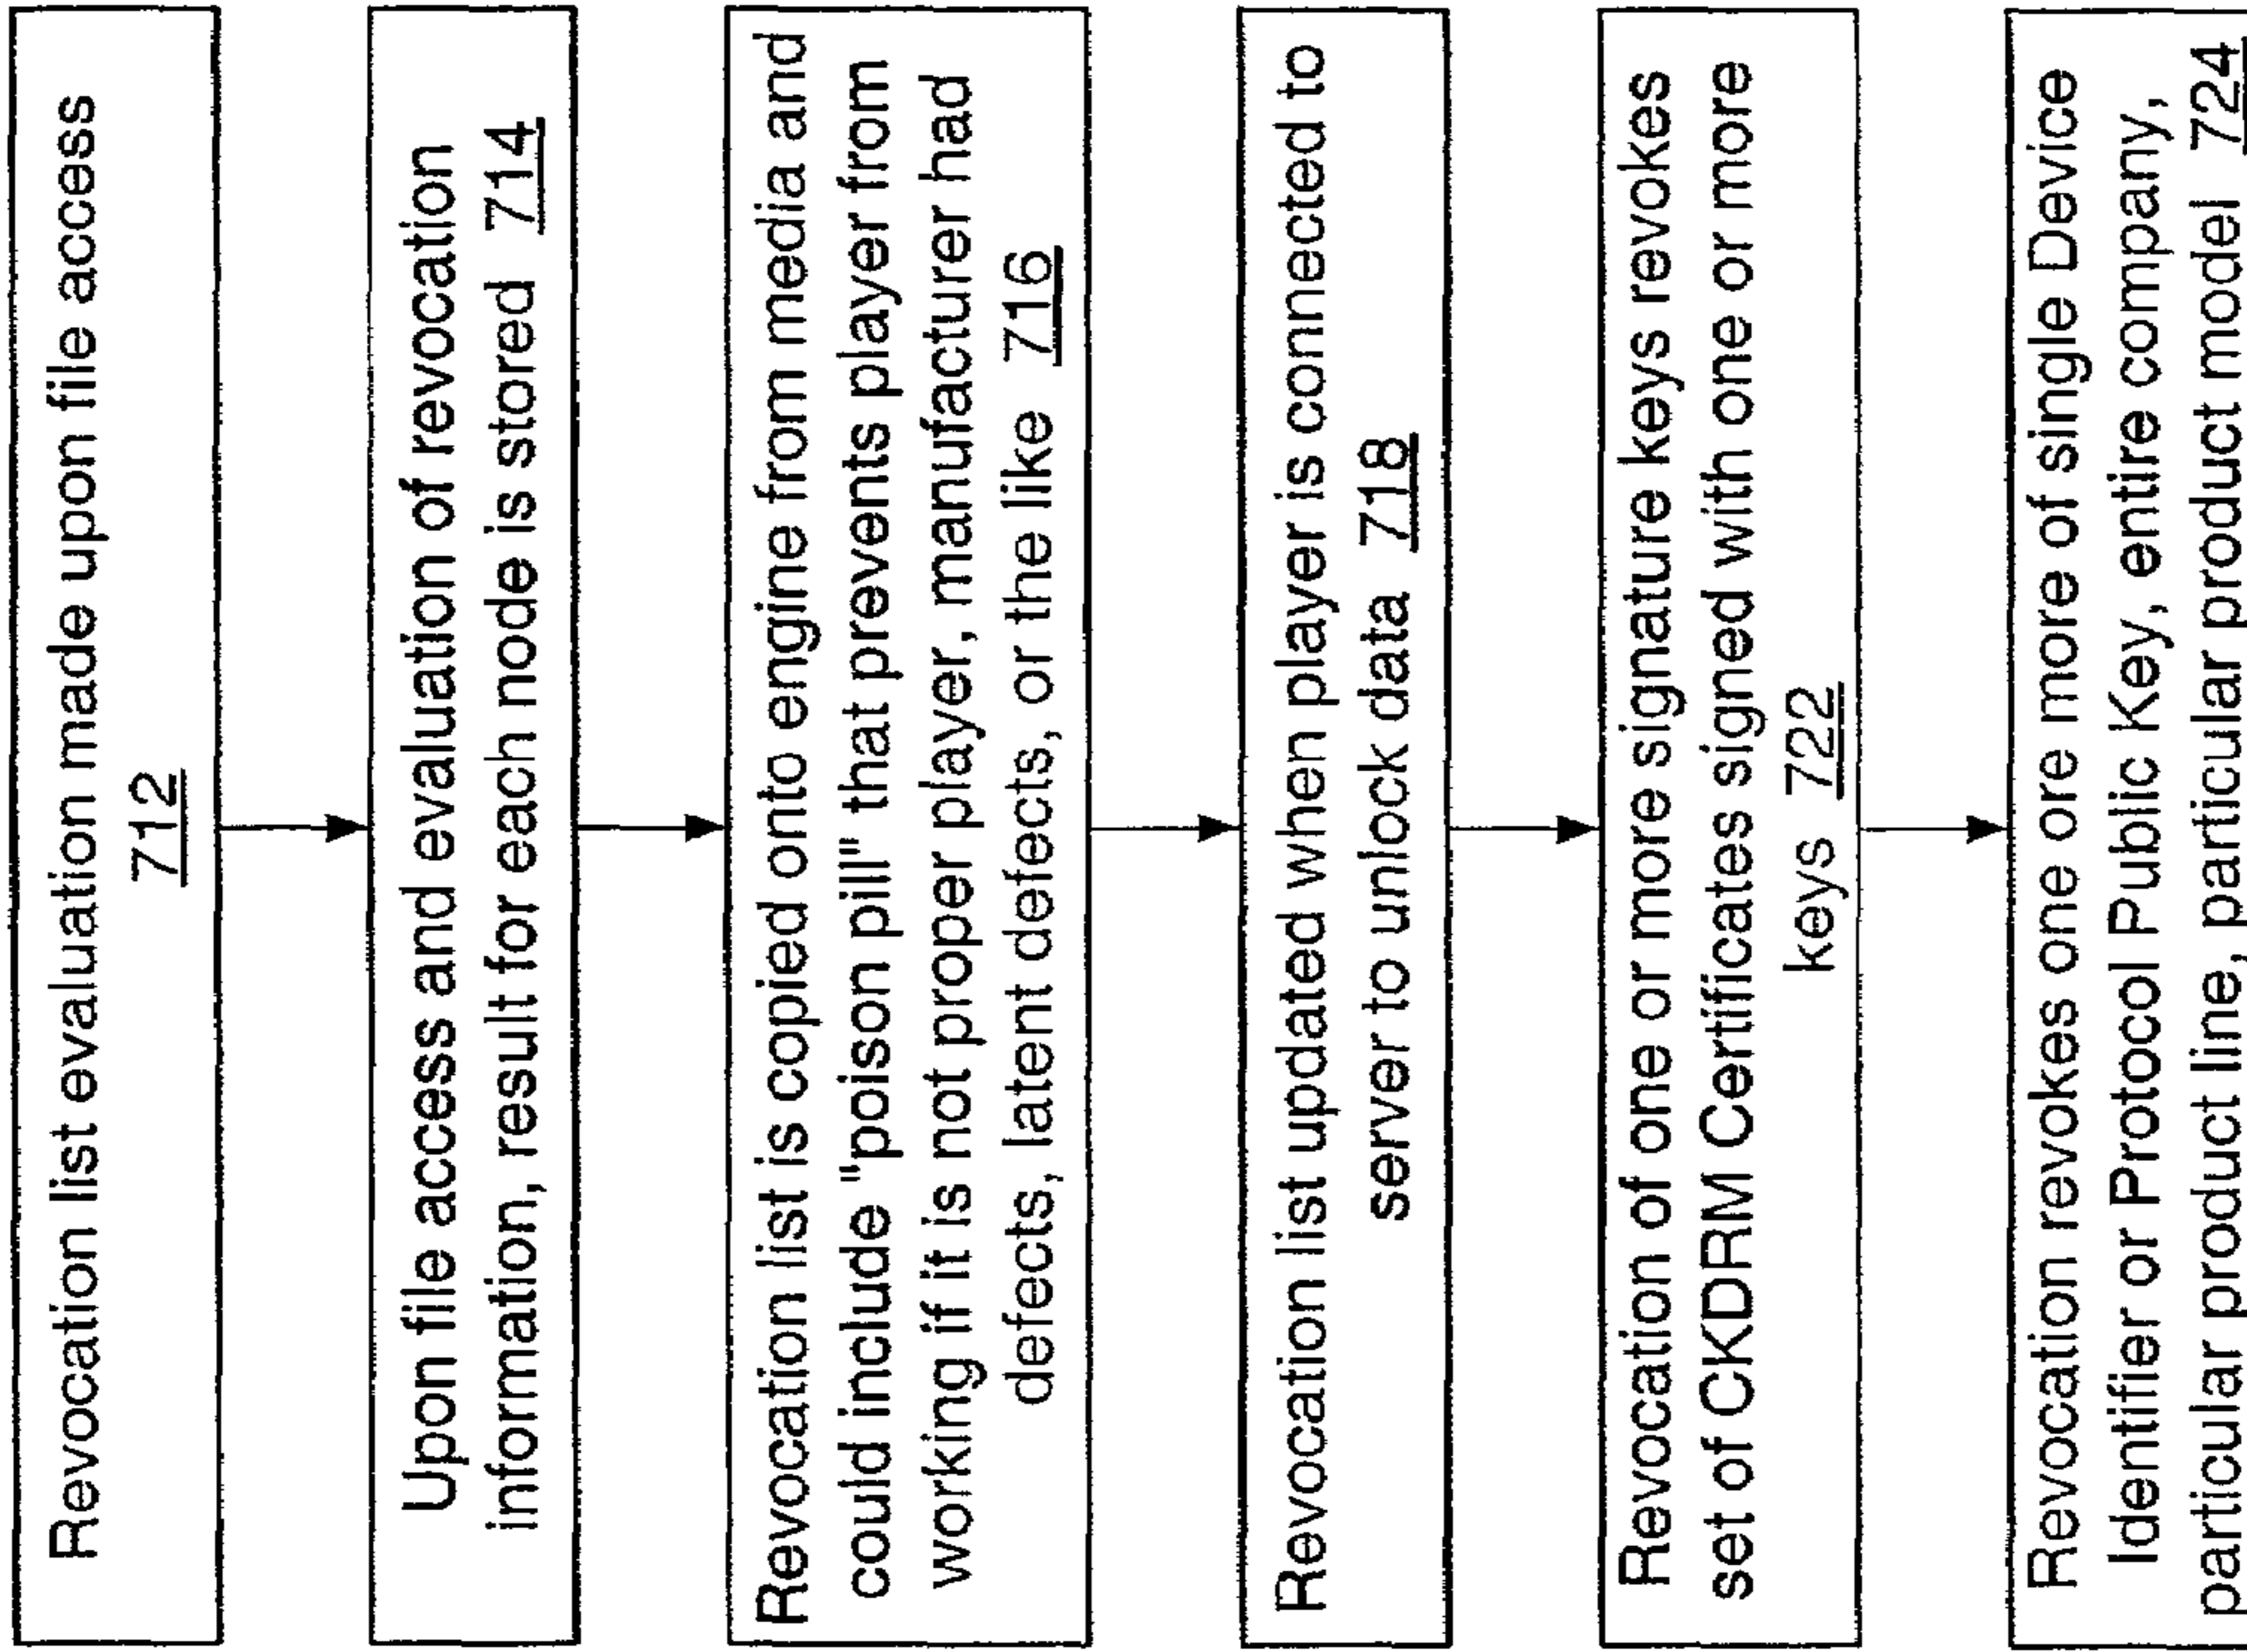 Revocation list evaluation made upon file access
712
Upon file access and evaluation of revocation
information, result for each node is stored 714
Revocation list is copied onto engine from media and
could include "poison pill" that prevents player from
working if it is not proper player, manufacturer had
defects, latent defects, or the like 716
Revocation list updated when player is connected to
server to unlock data 718
Revocation of one or more signature keys revokes
set of CKDRM Certificates signed with one or more
keys 722
Revocation revokes one ore more of single Device
Identifier or Protocol Public Key, entire company,
particular product line, particular product model 724